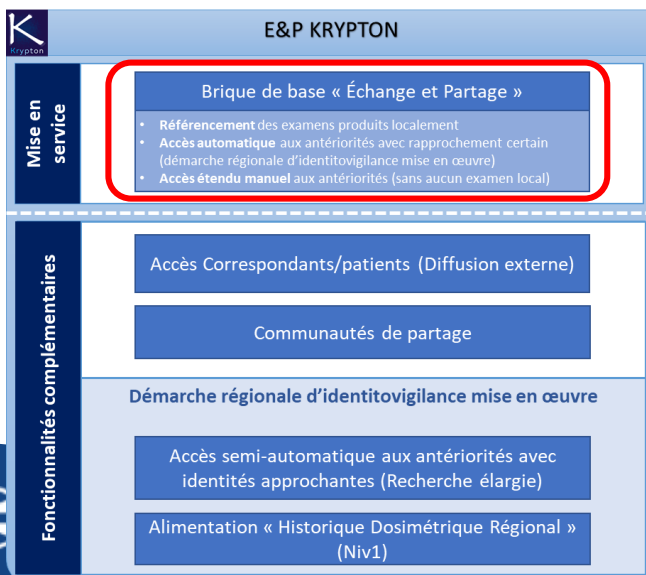 K
Krypton
E&P KRYPTON
Mise en
service
Brique de base « Échange et Partage »
• Référencement des examens produits localement
• Accès automatique aux antériorités avec rapprochement certain
(démarche régionale d'identitovigilance mise en œuvre)
• Accès étendu manuel aux antériorités (sans aucun examen local)
Fonctionnalités complémentaires
Accès Correspondants/patients (Diffusion externe)
Communautés de partage
Démarche régionale d'identitovigilance mise en œuvre
Accès semi-automatique aux antériorités avec
identités approchantes (Recherche élargie)
Alimentation « Historique Dosimétrique Régional »
(Niv1)